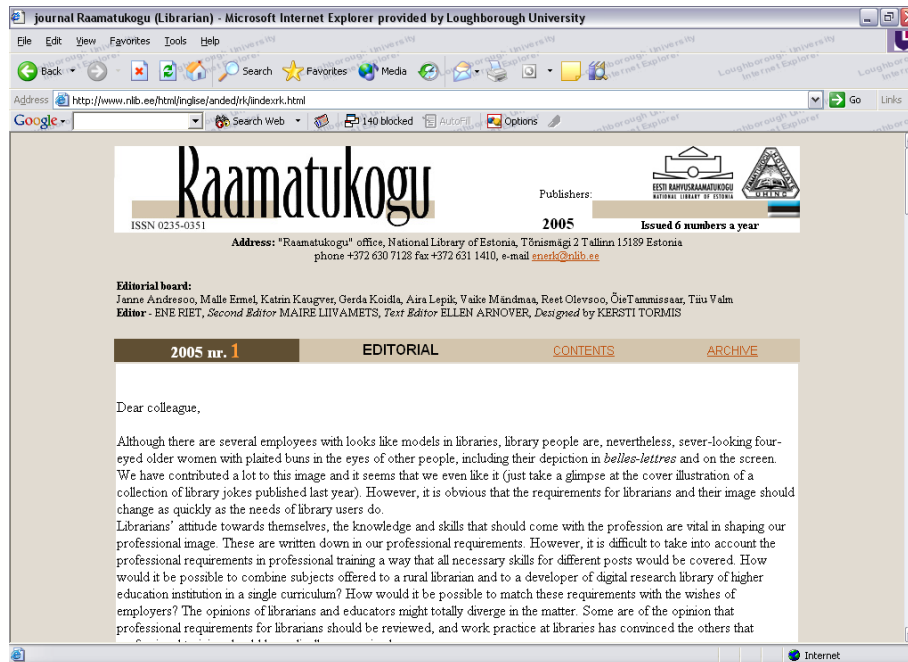 journal Raamatukogu (Librarian) - Microsoft Internet Explorer provided by Loughborough University
File Edit View Favorites Tools Help
Back Search Favorites Media
Address http://www.nlib.ee/html/inglise/anded/rk/iindexrk.html Go Links
Google Search Web 140 blocked AutoFill Options
Raamatukogu
Publishers:
EESTI RAHVUSRAAMATUKOGU
NATIONAL LIBRARY OF ESTONIA
ISSN 0235-0351 2005 Issued 6 numbers a year
Address: "Raamatukogu" office, National Library of Estonia, Tõnismägi 2 Tallinn 15189 Estonia
phone +372 630 7128 fax +372 631 1410, e-mail enerk@nlib.ee
Editorial board:
Janne Andresoo, Malle Ermel, Katrin Kaugver, Gerda Koidla, Aira Lepik, Vaike Mändmaa, Reet Olevsoo, ÕieTammissaar, Tiiu Valm
Editor - ENE RIET, Second Editor MAIRE LIIVAMETS, Text Editor ELLEN ARNOVER, Designed by KERSTI TORMIS
2005 nr. 1 EDITORIAL CONTENTS ARCHIVE
Dear colleague,
Although there are several employees with looks like models in libraries, library people are, nevertheless, sever-looking four-
eyed older women with plaited buns in the eyes of other people, including their depiction in belles-lettres and on the screen.
We have contributed a lot to this image and it seems that we even like it (just take a glimpse at the cover illustration of a
collection of library jokes published last year). However, it is obvious that the requirements for librarians and their image should
change as quickly as the needs of library users do.
Librarians' attitude towards themselves, the knowledge and skills that should come with the profession are vital in shaping our
professional image. These are written down in our professional requirements. However, it is difficult to take into account the
professional requirements in professional training a way that all necessary skills for different posts would be covered. How
would it be possible to combine subjects offered to a rural librarian and to a developer of digital research library of higher
education institution in a single curriculum? How would it be possible to match these requirements with the wishes of
employers? The opinions of librarians and educators might totally diverge in the matter. Some are of the opinion that
professional requirements for librarians should be reviewed, and work practice at libraries has convinced the others that
Internet